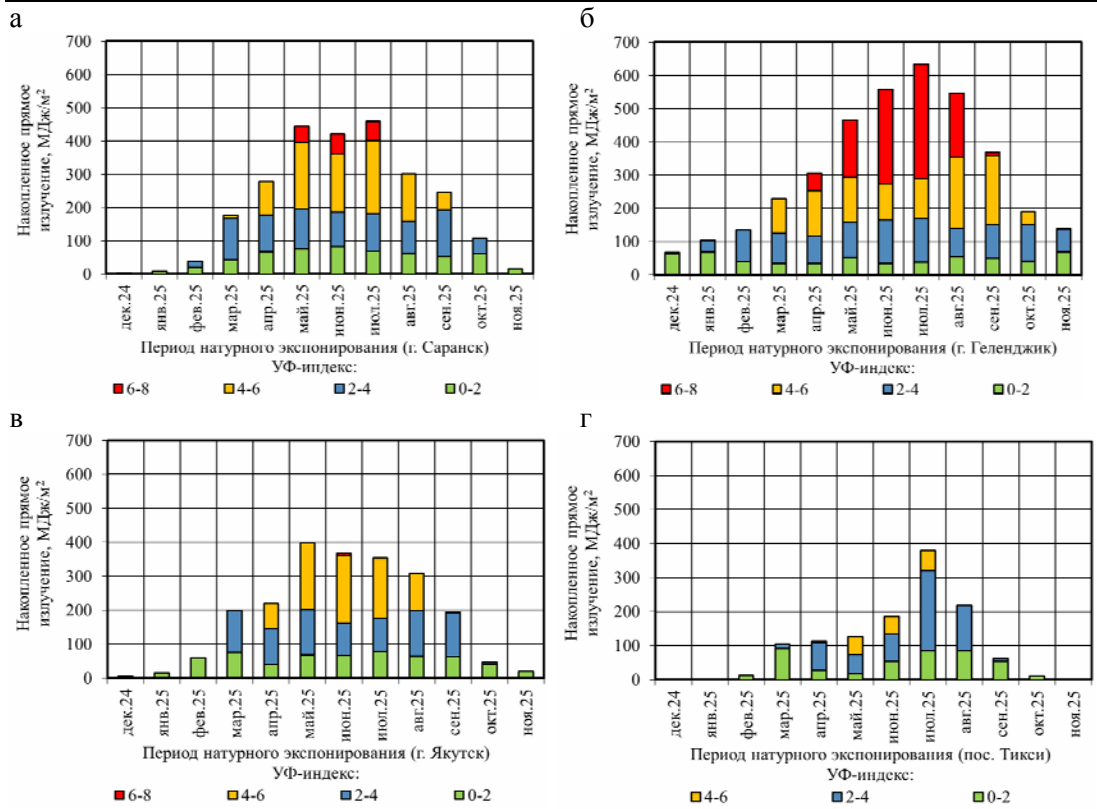 а
Накопленное прямое
излучение, МДж/м²
700
600
500
400
300
200
100
0
дек.24
янв.25
фев.25
мар.25
апр.25
май.25
июн.25
июл.25
авг.25
сен.25
окт.25
ноя.25
Период натурного экспонирования (г. Саранск)
УФ-индекс:
6-8 4-6 2-4 0-2
б
Накопленное прямое
излучение, МДж/м²
700
600
500
400
300
200
100
0
дек.24
янв.25
фев.25
мар.25
апр.25
май.25
июн.25
июл.25
авг.25
сен.25
окт.25
ноя.25
Период натурного экспонирования (г. Геленджик)
УФ-индекс:
6-8 4-6 2-4 0-2
в
Накопленное прямое
излучение, МДж/м²
700
600
500
400
300
200
100
0
дек.24
янв.25
фев.25
мар.25
апр.25
май.25
июн.25
июл.25
авг.25
сен.25
окт.25
ноя.25
Период натурного экспонирования (г. Якутск)
УФ-индекс:
6-8 4-6 2-4 0-2
г
Накопленное прямое
излучение, МДж/м²
700
600
500
400
300
200
100
0
дек.24
янв.25
фев.25
мар.25
апр.25
май.25
июн.25
июл.25
авг.25
сен.25
окт.25
ноя.25
Период натурного экспонирования (пос. Тикси)
УФ-индекс:
4-6 2-4 0-2